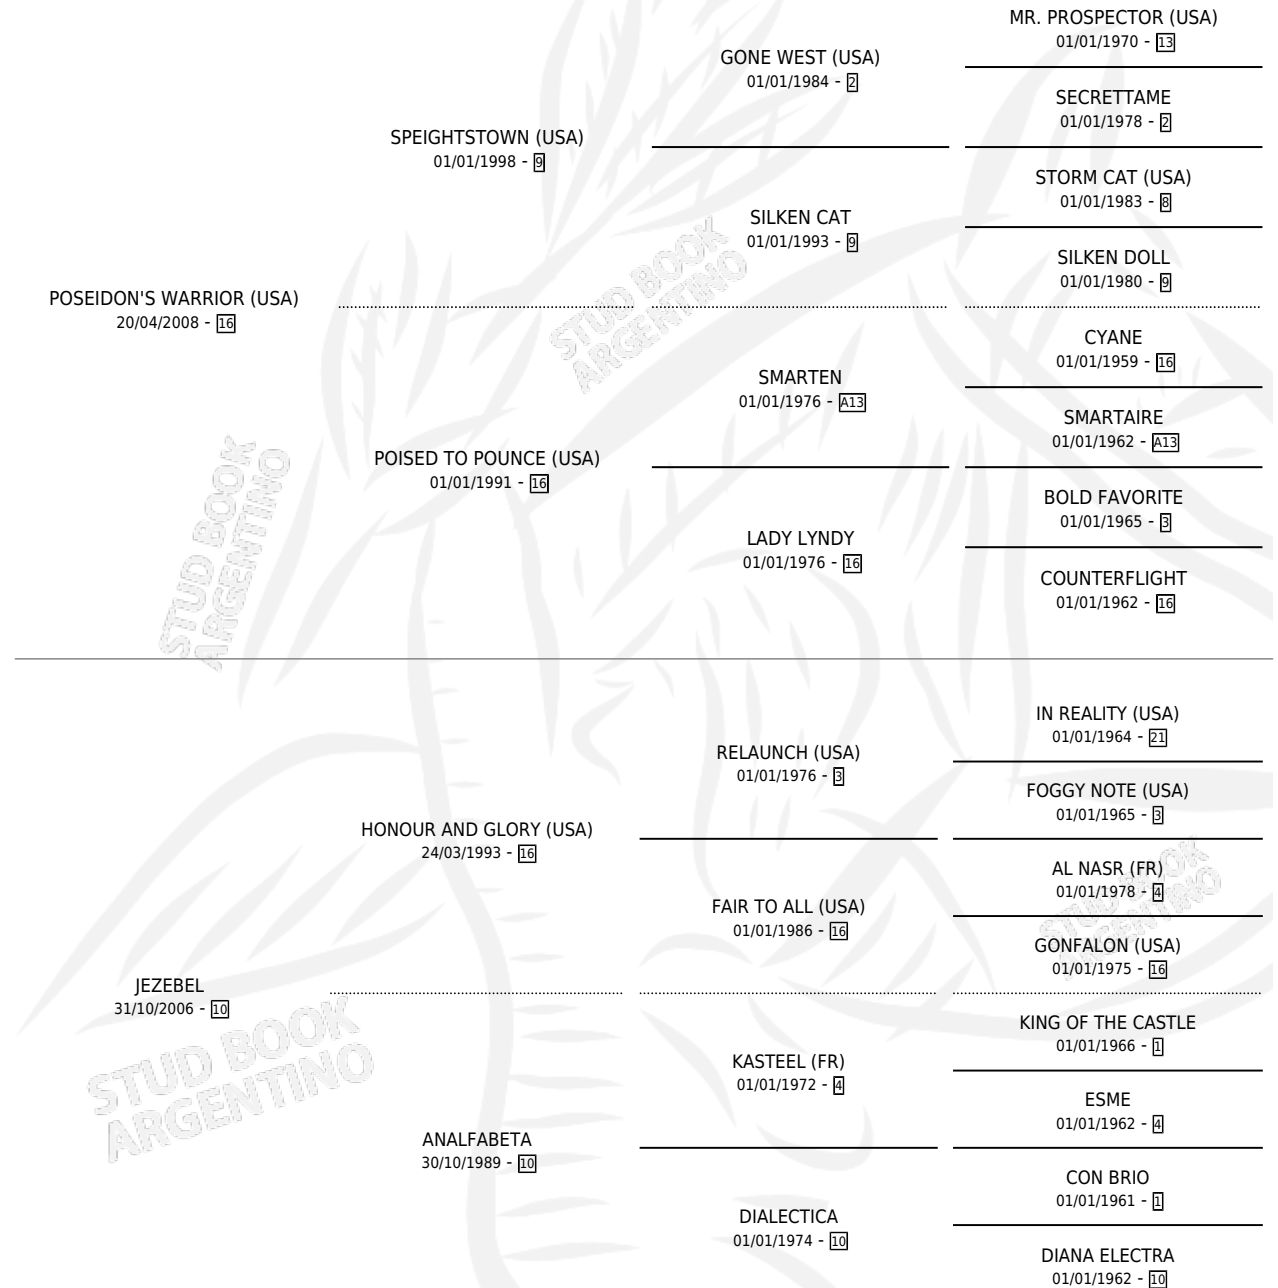 MR. PROSPECTOR (USA)
01/01/1970 - 13
GONE WEST (USA)
01/01/1984 - 2
SECRETTAME
01/01/1978 - 2
SPEIGHTSTOWN (USA)
01/01/1998 - 9
STORM CAT (USA)
01/01/1983 - 8
SILKEN CAT
01/01/1993 - 9
SILKEN DOLL
01/01/1980 - 9
POSEIDON'S WARRIOR (USA)
20/04/2008 - 16
CYANE
01/01/1959 - 16
SMARTEN
01/01/1976 - A13
SMARTAIRE
01/01/1962 - A13
POISED TO POUNCE (USA)
01/01/1991 - 16
BOLD FAVORITE
01/01/1965 - 3
LADY LYNDY
01/01/1976 - 16
COUNTERFLIGHT
01/01/1962 - 16
STUD BOOK
ARGENTINO
STUD BOOK
ARGENTINO
IN REALITY (USA)
01/01/1964 - 21
RELAUNCH (USA)
01/01/1976 - 3
FOGGY NOTE (USA)
01/01/1965 - 3
HONOUR AND GLORY (USA)
24/03/1993 - 16
AL NASR (FR)
01/01/1978 - 4
FAIR TO ALL (USA)
01/01/1986 - 16
GONFALON (USA)
01/01/1975 - 16
JEZEBEL
31/10/2006 - 10
KING OF THE CASTLE
01/01/1966 - 1
KASTEEL (FR)
01/01/1972 - 4
ESME
01/01/1962 - 4
ANALFABETA
30/10/1989 - 10
CON BRIO
01/01/1961 - 1
DIALECTICA
01/01/1974 - 10
DIANA ELECTRA
01/01/1962 - 10
STUD BOOK
ARGENTINO
STUD BOOK
ARGENTINO